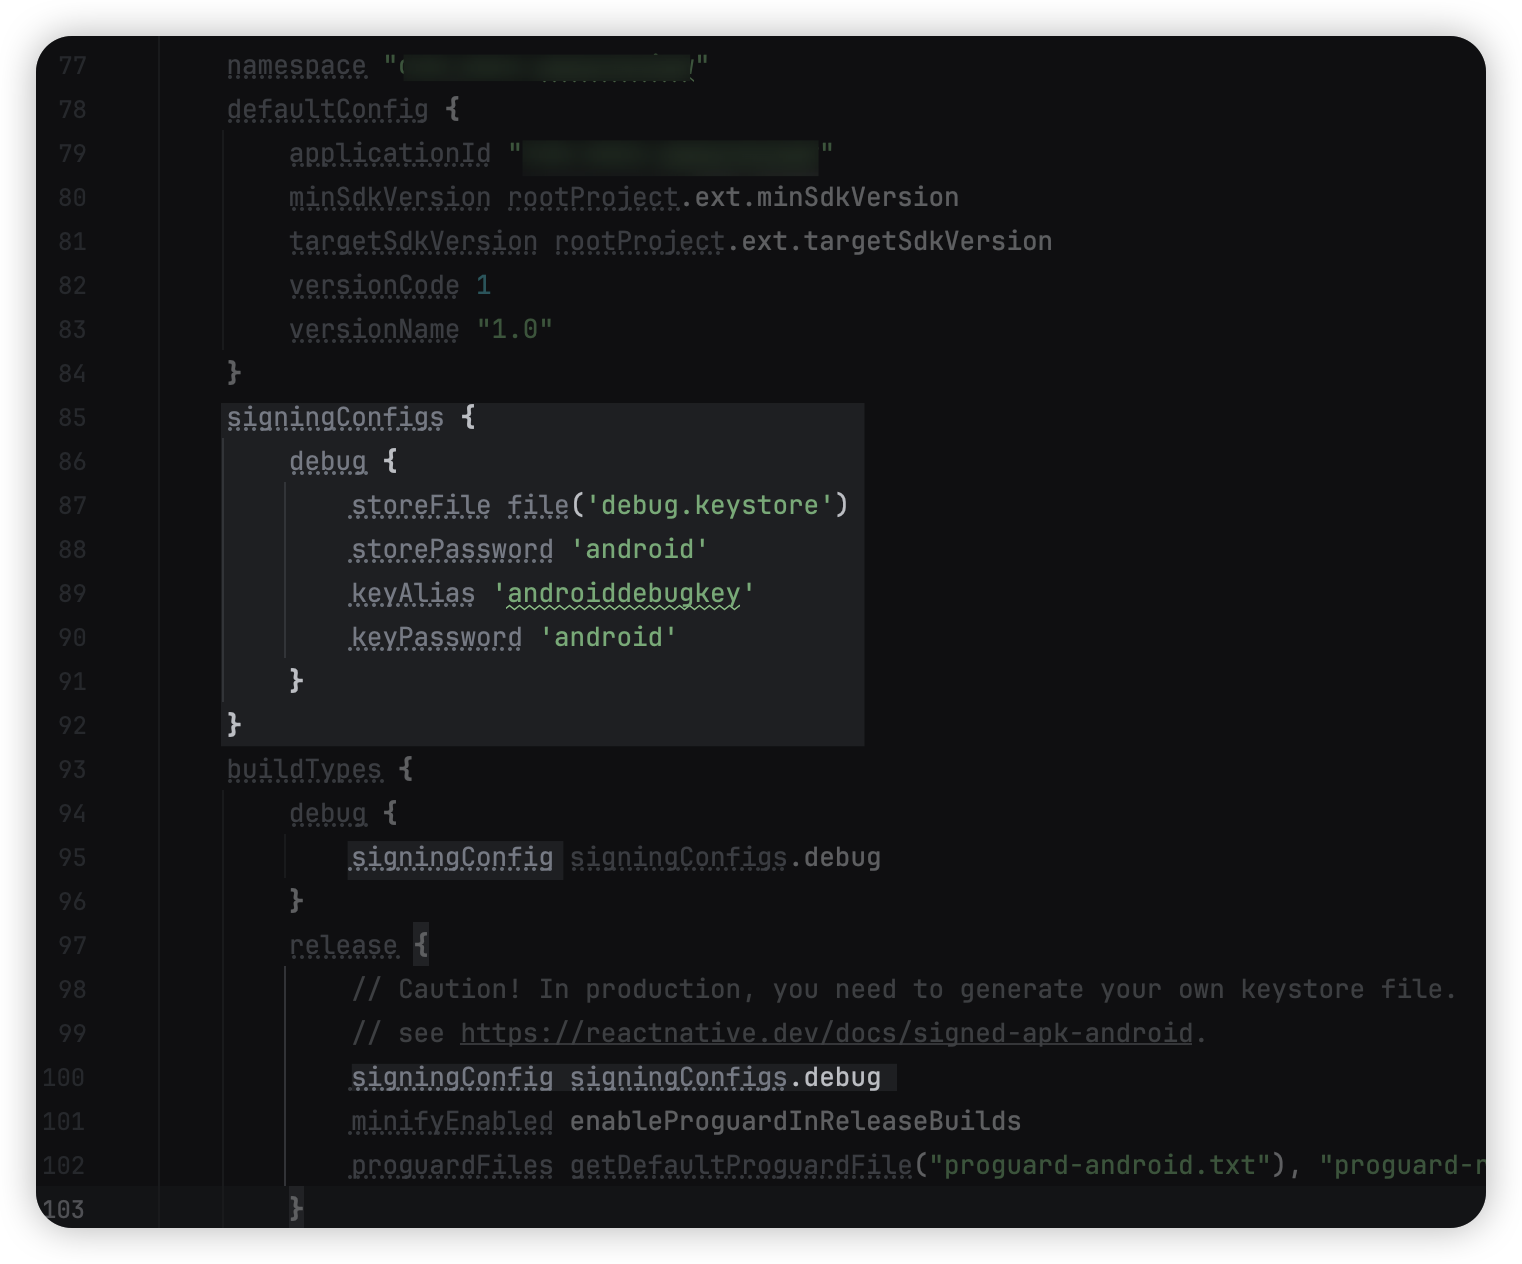 77 namespace "
78 defaultConfig {
79 applicationId ""
80 minSdkVersion rootProject.ext.minSdkVersion
81 targetSdkVersion rootProject.ext.targetSdkVersion
82 versionCode 1
83 versionName "1.0"
84 }
85 signingConfigs {
86 debug {
87 storeFile file('debug.keystore')
88 storePassword 'android'
89 keyAlias 'androiddebugkey'
90 keyPassword 'android'
91 }
92 }
93 buildTypes {
94 debug {
95 signingConfig signingConfigs.debug
96 }
97 release {
98 // Caution! In production, you need to generate your own keystore file.
99 // see https://reactnative.dev/docs/signed-apk-android.
100 signingConfig signingConfigs.debug
101 minifyEnabled enableProguardInReleaseBuilds
102 proguardFiles getDefaultProguardFile("proguard-android.txt"), "proguard-
103 }